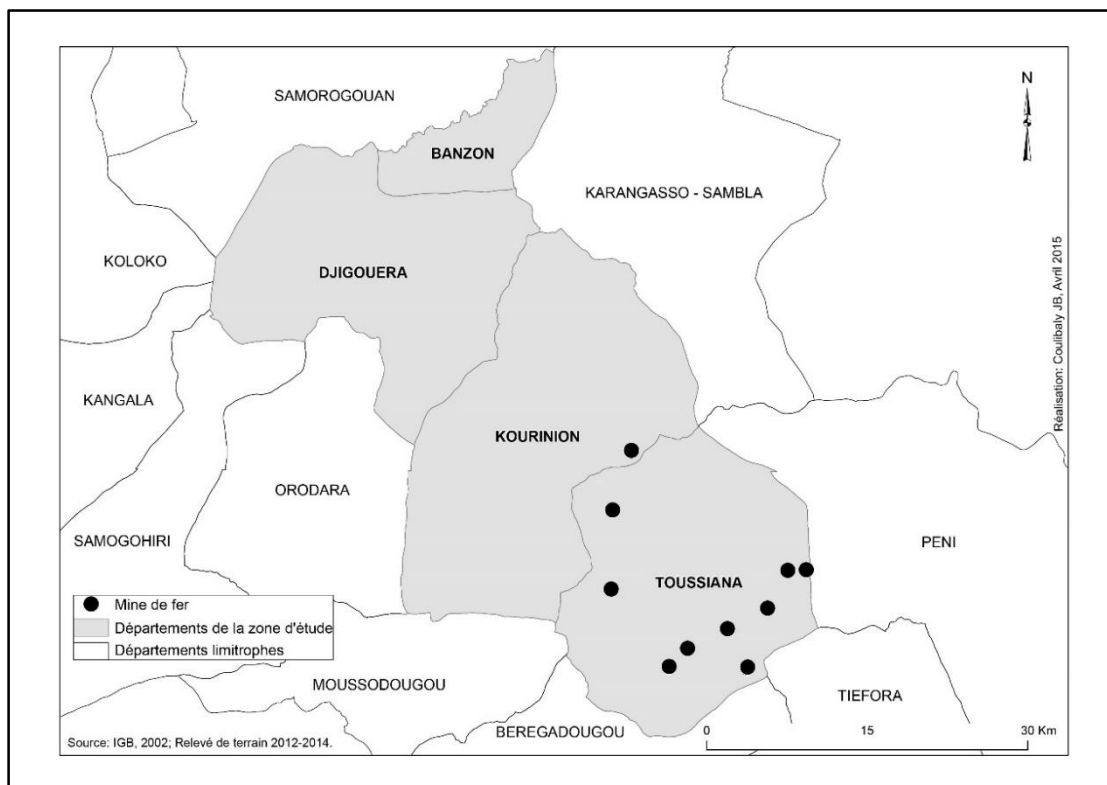 N
SAMOROGOUAN
BANZON
KARANGASSO - SAMBLA
KOLOKO
DJIGOUERA
Réalisation: Coulibaly JB, Avril 2015
KANGALA
KOURINION
ORODARA
SAMOGOHIRI
PENI
TOUSSIANA
Mine de fer
Départements de la zone d'étude
Départements limitrophes
MOUSSODOUGOU
TIEFORA
BEREGADOUGOU
0 15 30 Km
Source: IGB, 2002; Relevé de terrain 2012-2014.